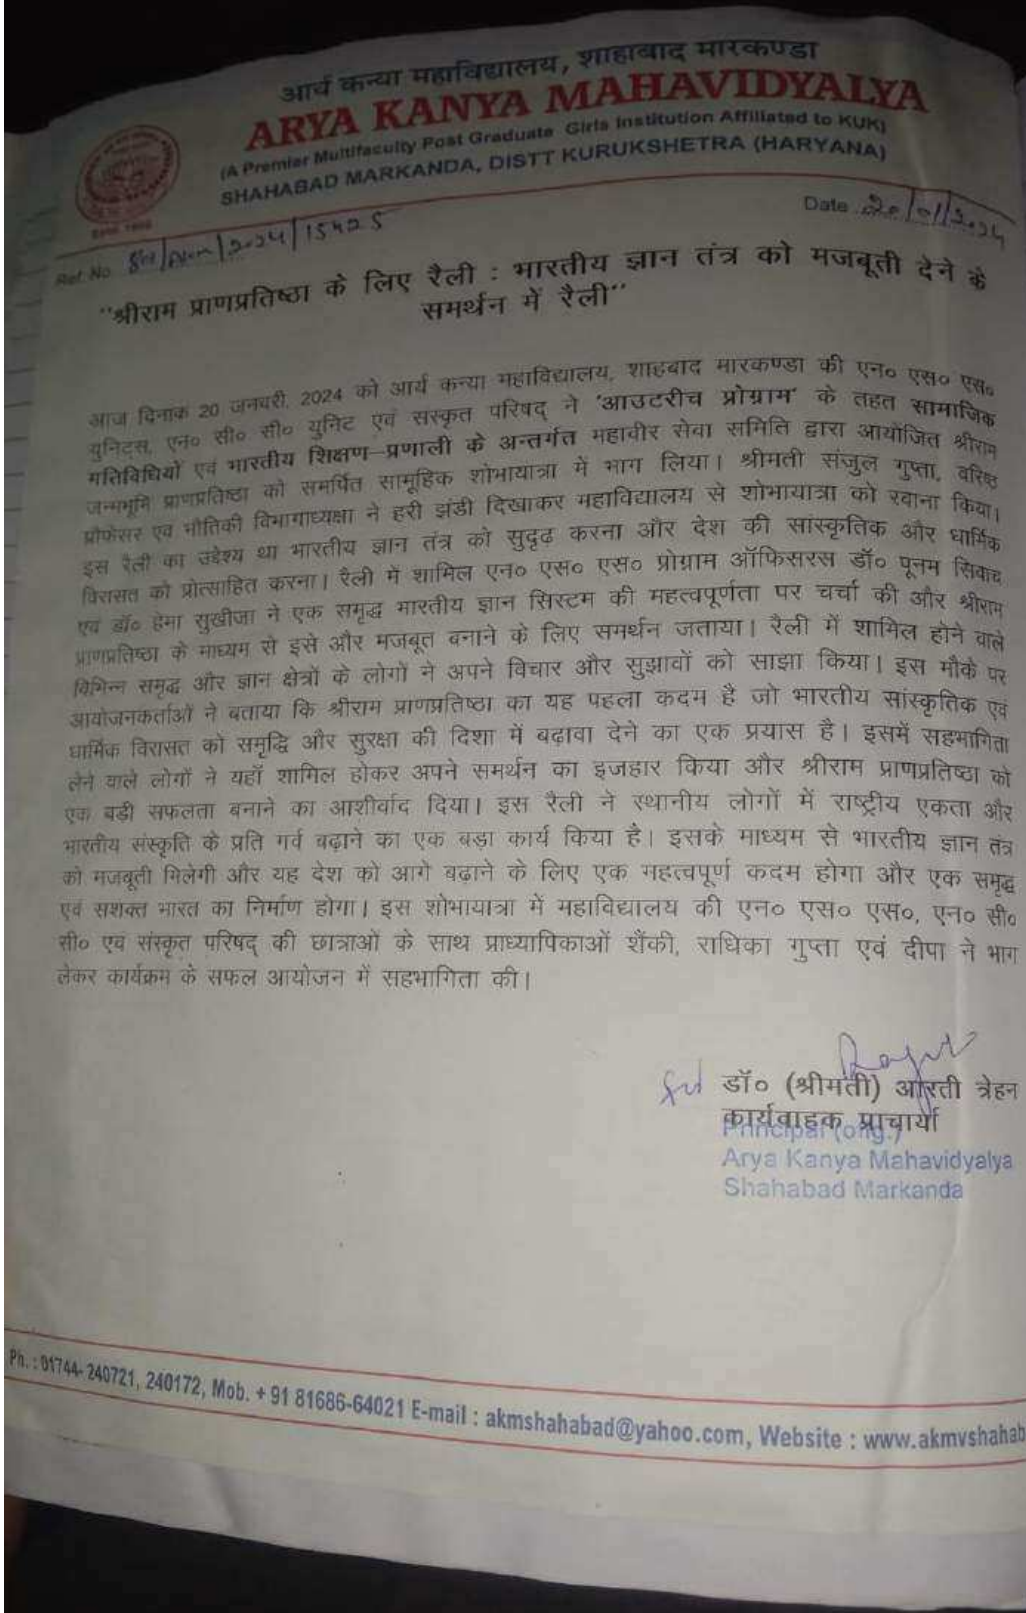 आर्य कन्या महाविद्यालय, शाहाबाद मारकण्डा
ARYA KANYA MAHAVIDYALYA
(A Premier Multifaculty Post Graduate Girls Institution Affiliated to KUK)
SHAHABAD MARKANDA, DISTT KURUKSHETRA (HARYANA)
Ref. No. /2024/15425
Date 20/01/2024
"श्रीराम प्राणप्रतिष्ठा के लिए रैली : भारतीय ज्ञान तंत्र को मजबूती देने के
समर्थन में रैली"
आज दिनांक 20 जनवरी, 2024 को आर्य कन्या महाविद्यालय, शाहबाद मारकण्डा की एन० एस० एस०
युनिटस, एन० सी० सी० युनिट एवं संस्कृत परिषद् ने 'आउटरीच प्रोग्राम' के तहत सामाजिक
गतिविधियों एवं भारतीय शिक्षण–प्रणाली के अन्तर्गत महावीर सेवा समिति द्वारा आयोजित श्रीराम
जन्मभूमि प्राणप्रतिष्ठा को समर्पित सामूहिक शोभायात्रा में भाग लिया। श्रीमती संजुल गुप्ता, वरिष्ठ
प्रोफेसर एवं भौतिकी विभागाध्यक्षा ने हरी झंडी दिखाकर महाविद्यालय से शोभायात्रा को रवाना किया।
इस रैली का उद्देश्य था भारतीय ज्ञान तंत्र को सुदृढ़ करना और देश की सांस्कृतिक और धार्मिक
विरासत को प्रोत्साहित करना। रैली में शामिल एन० एस० एस० प्रोग्राम ऑफिसरस डॉ० पूनम सिवाच
एवं डॉ० हेमा सुखीजा ने एक समृद्ध भारतीय ज्ञान सिस्टम की महत्वपूर्णता पर चर्चा की और श्रीराम
प्राणप्रतिष्ठा के माध्यम से इसे और मजबूत बनाने के लिए समर्थन जताया। रैली में शामिल होने वाले
विभिन्न समृद्ध और ज्ञान क्षेत्रों के लोगों ने अपने विचार और सुझावों को साझा किया। इस मौके पर
आयोजनकर्ताओं ने बताया कि श्रीराम प्राणप्रतिष्ठा का यह पहला कदम है जो भारतीय सांस्कृतिक एवं
धार्मिक विरासत को समृद्धि और सुरक्षा की दिशा में बढ़ावा देने का एक प्रयास है। इसमें सहभागिता
लेने वाले लोगों ने यहाँ शामिल होकर अपने समर्थन का इजहार किया और श्रीराम प्राणप्रतिष्ठा को
एक बडी सफलता बनाने का आशीर्वाद दिया। इस रैली ने स्थानीय लोगों में राष्ट्रीय एकता और
भारतीय संस्कृति के प्रति गर्व बढ़ाने का एक बड़ा कार्य किया है। इसके माध्यम से भारतीय ज्ञान तंत्र
को मजबूती मिलेगी और यह देश को आगे बढ़ाने के लिए एक महत्वपूर्ण कदम होगा और एक समृद्ध
एवं सशक्त भारत का निर्माण होगा। इस शोभायात्रा में महाविद्यालय की एन० एस० एस०, एन० सी०
सी० एवं संस्कृत परिषद् की छात्राओं के साथ प्राध्यापिकाओं शैंकी, राधिका गुप्ता एवं दीपा ने भाग
लेकर कार्यक्रम के सफल आयोजन में सहभागिता की।
डॉ० (श्रीमती) आरती त्रेहन
कार्यवाहक प्राचार्या
Principal (offg.)
Arya Kanya Mahavidyalya
Shahabad Markanda
Ph. : 01744- 240721, 240172, Mob. + 91 81686-64021 E-mail : akmshahabad@yahoo.com, Website : www.akmvshahab